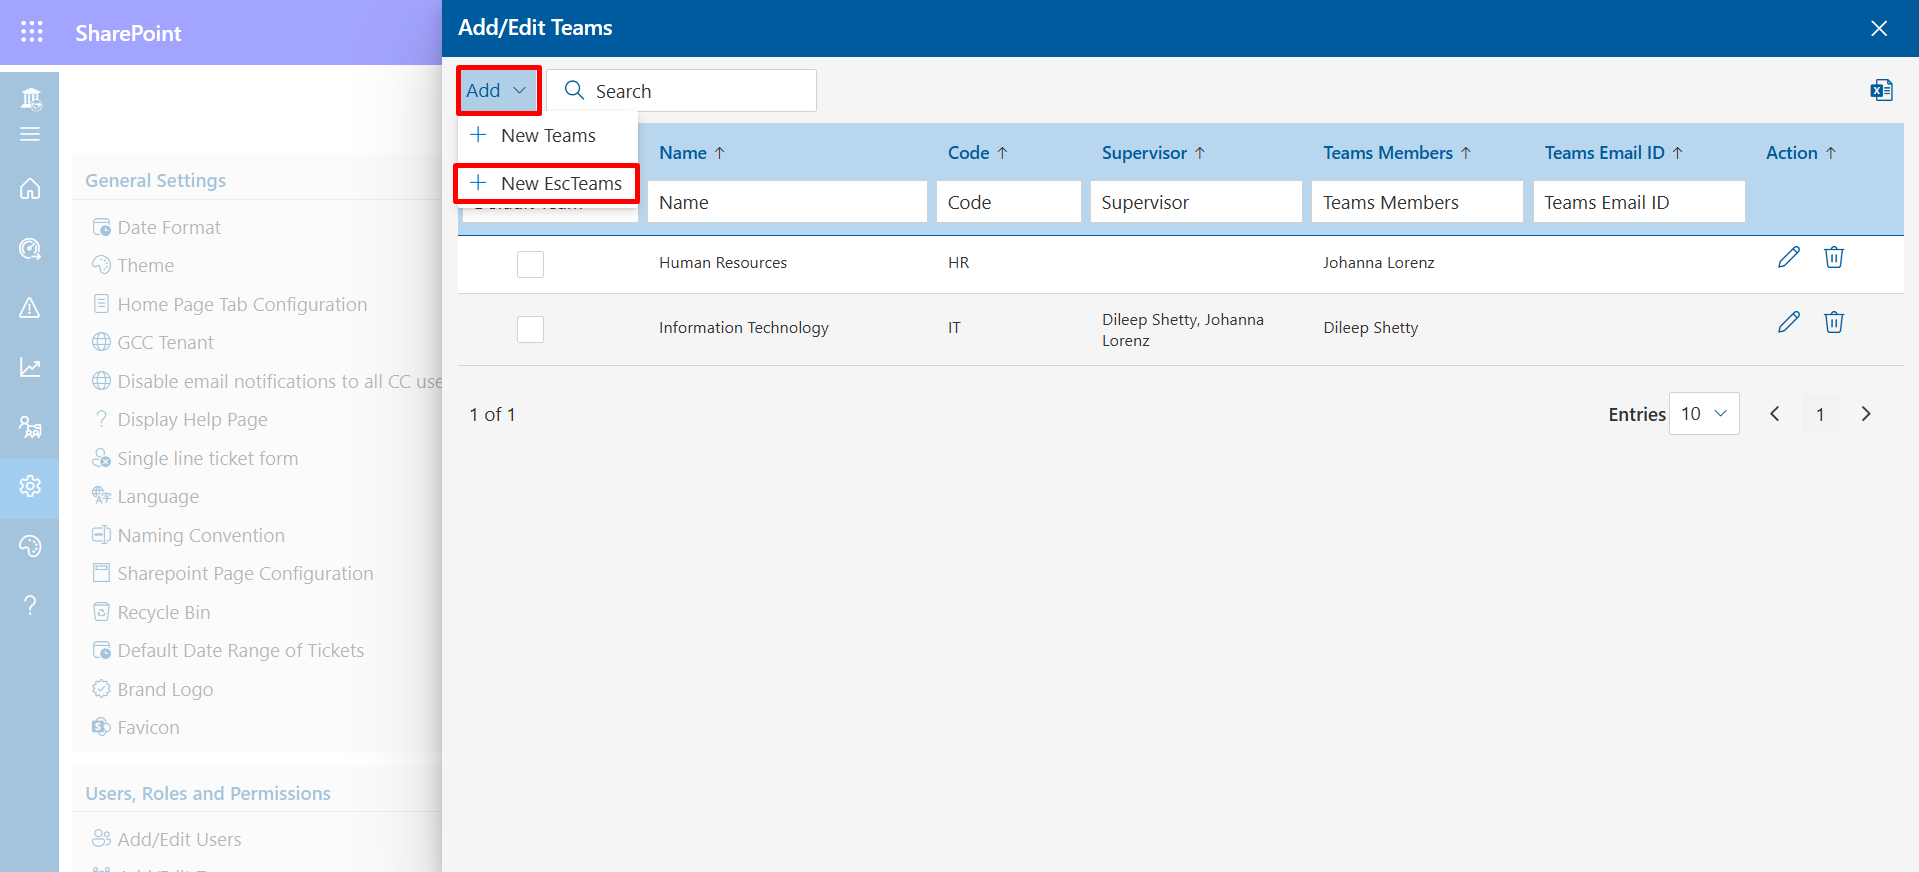 SharePoint
Add/Edit Teams
Add
Search
New Teams
New EscTeams
Name ↑
Code ↑
Supervisor ↑
Teams Members ↑
Teams Email ID ↑
Action ↑
Name
Code
Supervisor
Teams Members
Teams Email ID
Human Resources
HR
Johanna Lorenz
Information Technology
IT
Dileep Shetty, Johanna
Lorenz
Dileep Shetty
1 of 1
Entries
10
1
General Settings
Date Format
Theme
Home Page Tab Configuration
GCC Tenant
Disable email notifications to all CC use
Display Help Page
Single line ticket form
Language
Naming Convention
Sharepoint Page Configuration
Recycle Bin
Default Date Range of Tickets
Brand Logo
Favicon
Users, Roles and Permissions
Add/Edit Users